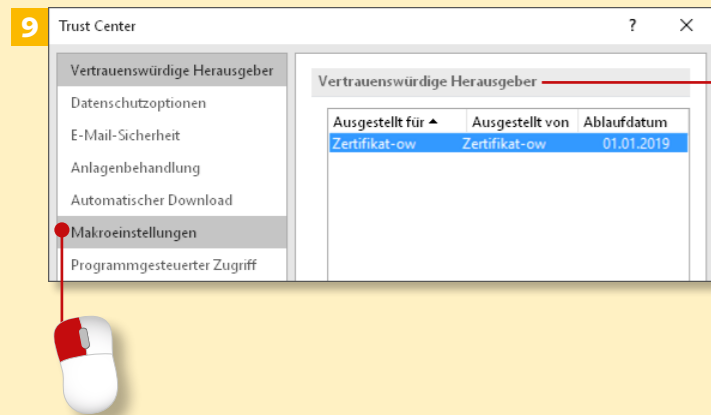 9
Trust Center ? ×
Vertrauenswürdige Herausgeber
Datenschutzoptionen
E-Mail-Sicherheit
Anlagenbehandlung
Automatischer Download
Makroeinstellungen
Programmgesteuerter Zugriff
Vertrauenswürdige Herausgeber
Ausgestellt für Ausgestellt von Ablaufdatum
Zertifikat-ow Zertifikat-ow 01.01.2019